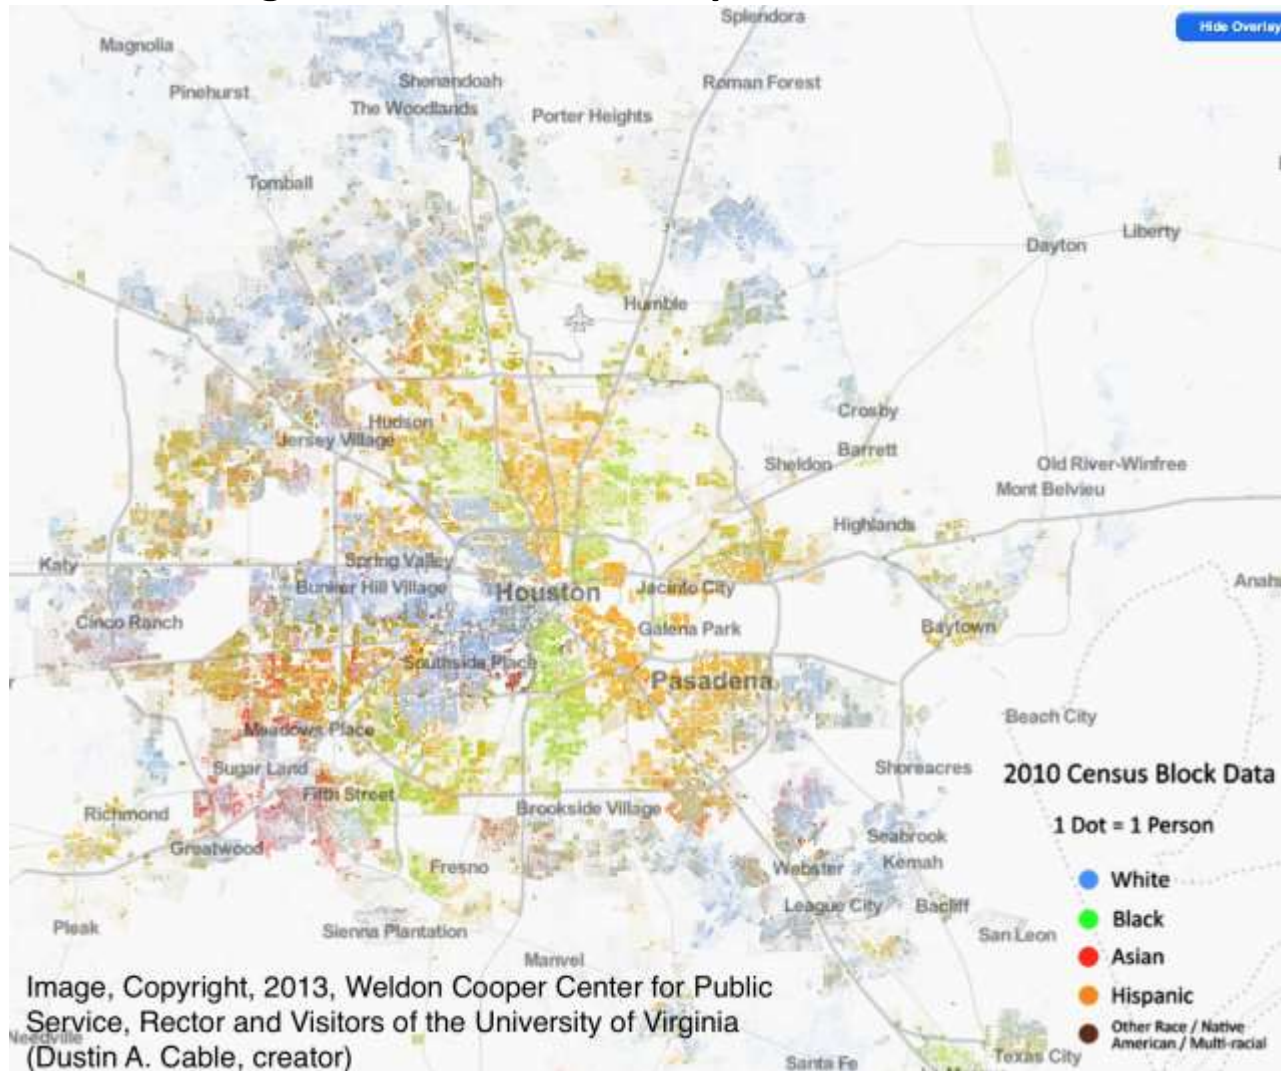 Splendora
Hide Overlay
Magnolia
Shenandoah
Roman Forest
Pinehurst
The Woodlands
Porter Heights
Tomball
Liberty
Dayton
Humble
Crosby
Hudson
Jersey Village
Barrett
Sheldon
Old River-Winfree
Mont Belvieu
Highlands
Spring Valley
Katy
Bunker Hill Village
Houston
Jacinto City
Anah
Cinco Ranch
Galena Park
Baytown
Southside Place
Pasadena
Beach City
Meadows Place
Sugar Land
Shoreacres
2010 Census Block Data
Fifth Street
Richmond
Brookside Village
1 Dot = 1 Person
Greatwood
Seabrook
Fresno
Webster
Kemah
White
League City
Bacliff
Black
Pleak
Sienna Plantation
San Leon
Manvel
Asian
Image, Copyright, 2013, Weldon Cooper Center for Public
Service, Rector and Visitors of the University of Virginia
(Dustin A. Cable, creator)
Hispanic
Needville
Other Race / Native
American / Multi-racial
Santa Fe
Texas City